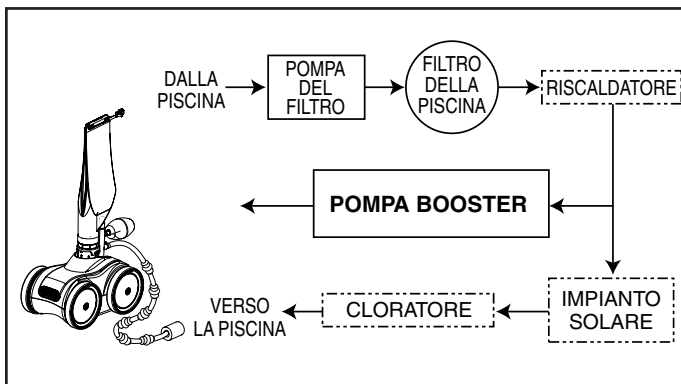 DALLA
PISCINA
POMPA
DEL
FILTRO
FILTRO
DELLA
PISCINA
RISCALDATORE
POMPA BOOSTER
VERSO
LA PISCINA
CLORATORE
IMPIANTO
SOLARE